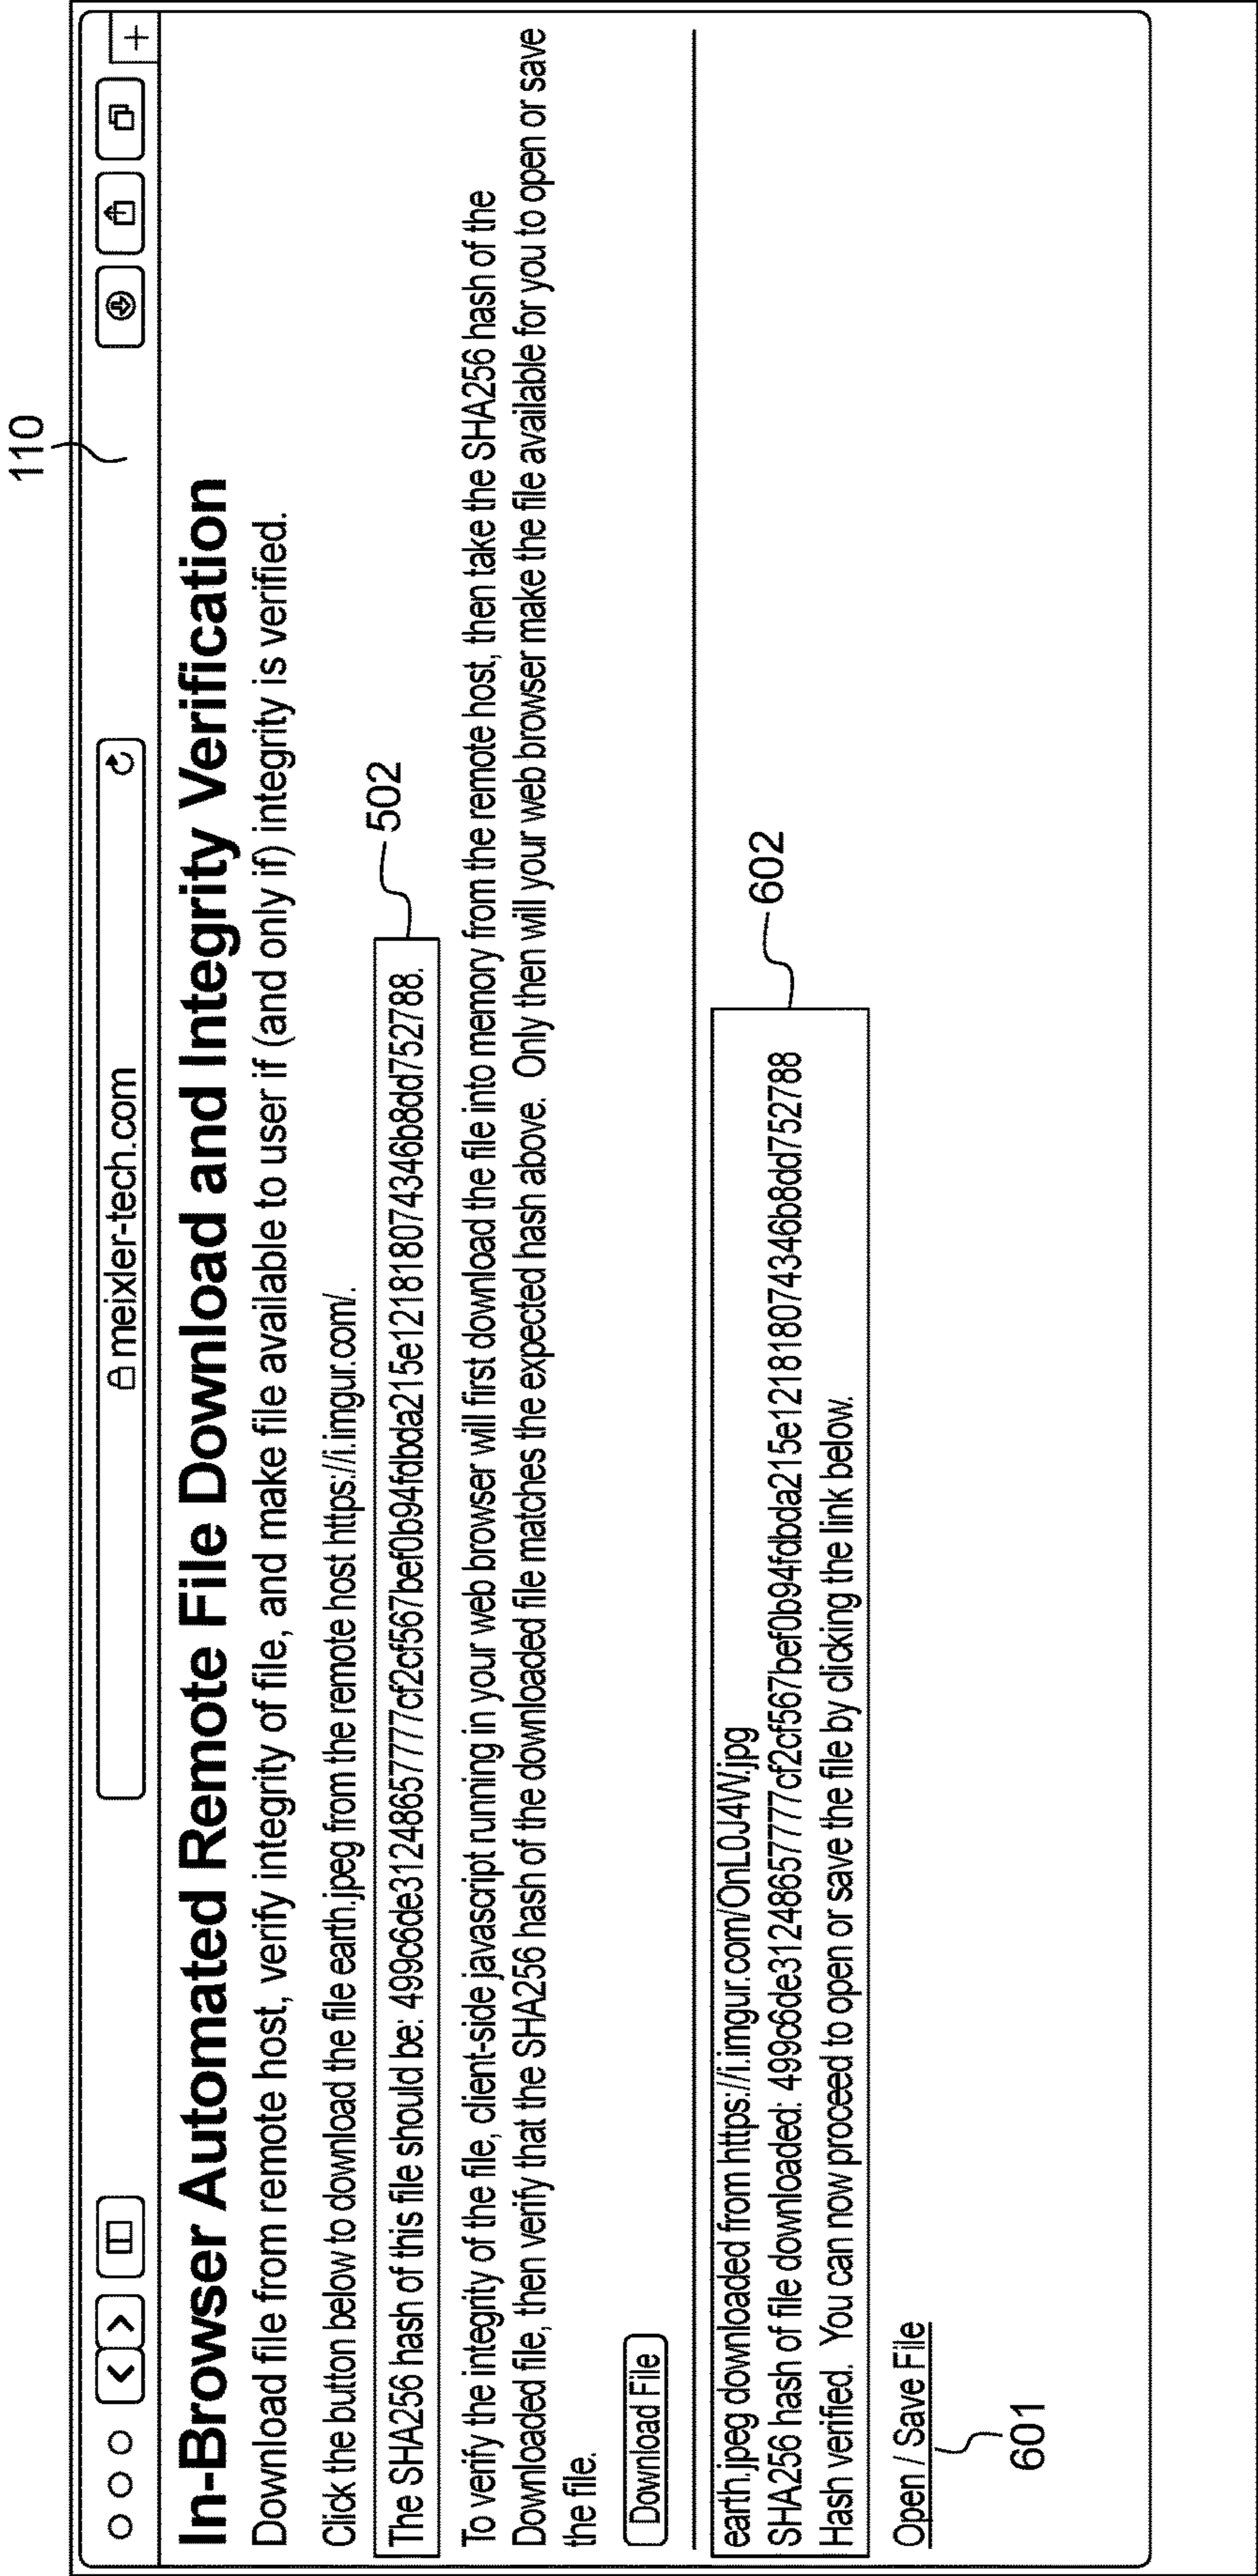 110
meixler-tech.com
+
In-Browser Automated Remote File Download and Integrity Verification
Download file from remote host, verify integrity of file, and make file available to user if (and only if) integrity is verified.
Click the button below to download the file earth.jpeg from the remote host https://i.imgur.com/.
The SHA256 hash of this file should be: 499c6de3124865777cf2cf567bef0b94fdbda215e121818074346b8dd752788.
502
To verify the integrity of the file, client-side javascript running in your web browser will first download the file into memory from the remote host, then take the SHA256 hash of the
Downloaded file, then verify that the SHA256 hash of the downloaded file matches the expected hash above. Only then will your web browser make the file available for you to open or save
the file.
Download File
earth.jpeg downloaded from https://i.imgur.com/OnL0J4W.jpg
SHA256 hash of file downloaded: 499c6de3124865777cf2cf567bef0b94fdbda215e121818074346b8dd752788
Hash verified. You can now proceed to open or save the file by clicking the link below.
602
Open / Save File
601